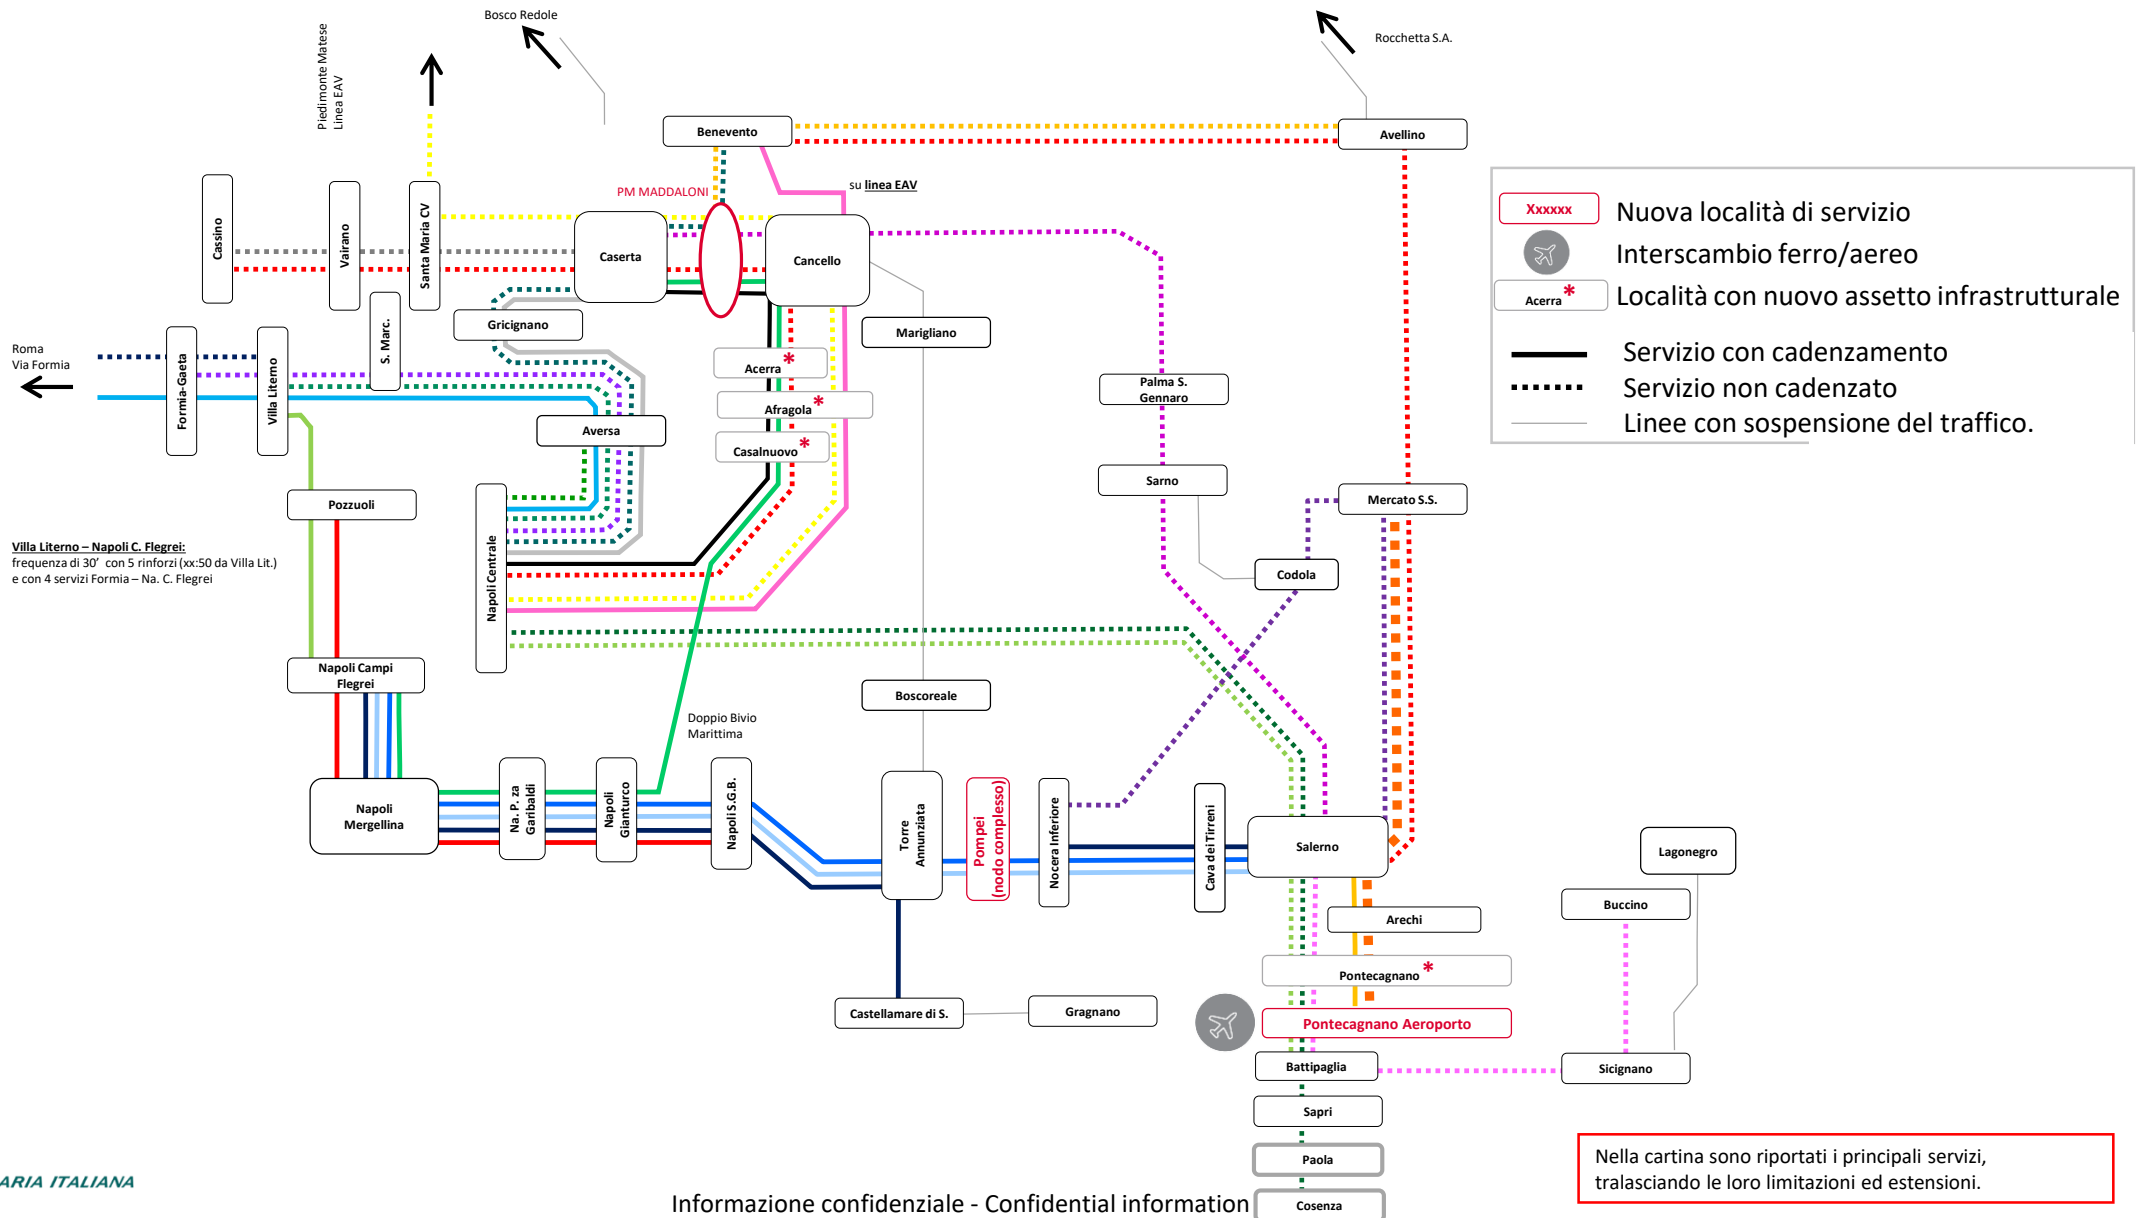 Bosco Redole
Rocchetta S.A.
Piedimonte Matese
Linea EAV
Benevento
Avellino
PM MADDALONI
su linea EAV
Cassino
Vairano
Santa Maria CV
Caserta
Cancello
Xxxxxx
Nuova località di servizio
Interscambio ferro/aereo
Acerra*
Località con nuovo assetto infrastrutturale
Servizio con cadenzamento
Servizio non cadenzato
Linee con sospensione del traffico.
Gricignano
S. Marc.
Marigliano
Roma
Via Formia
Formia-Gaeta
Villa Literno
Acerra *
Afragola *
Casalnuovo *
Aversa
Palma S.
Gennaro
Sarno
Mercato S.S.
Pozzuoli
Napoli Centrale
Villa Literno – Napoli C. Flegrei:
frequenza di 30' con 5 rinforzi (xx:50 da Villa Lit.)
e con 4 servizi Formia – Na. C. Flegrei
Codola
Napoli Campi
Flegrei
Boscoreale
Doppio Bivio
Marittima
Napoli
Mergellina
Na. P. za
Garibaldi
Napoli
Gianturco
Napoli S.G.B.
Torre
Annunziata
Pompei
(nodo complesso)
Nocera Inferiore
Cava dei Tirreni
Salerno
Lagonegro
Buccino
Arechi
Pontecagnano *
Castellamare di S.
Gragnano
Pontecagnano Aeroporto
Battipaglia
Sicignano
Sapri
Paola
Cosenza
Nella cartina sono riportati i principali servizi,
tralasciando le loro limitazioni ed estensioni.
ARIA ITALIANA
Informazione confidenziale - Confidential information